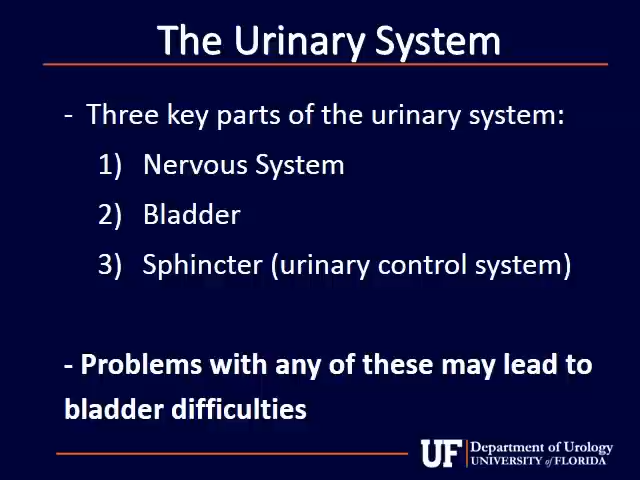 The Urinary System
- Three key parts of the urinary system:
1) Nervous System
2) Bladder
3) Sphincter (urinary control system)
- Problems with any of these may lead to
bladder difficulties
UF Department of Urology
UNIVERSITY of FLORIDA